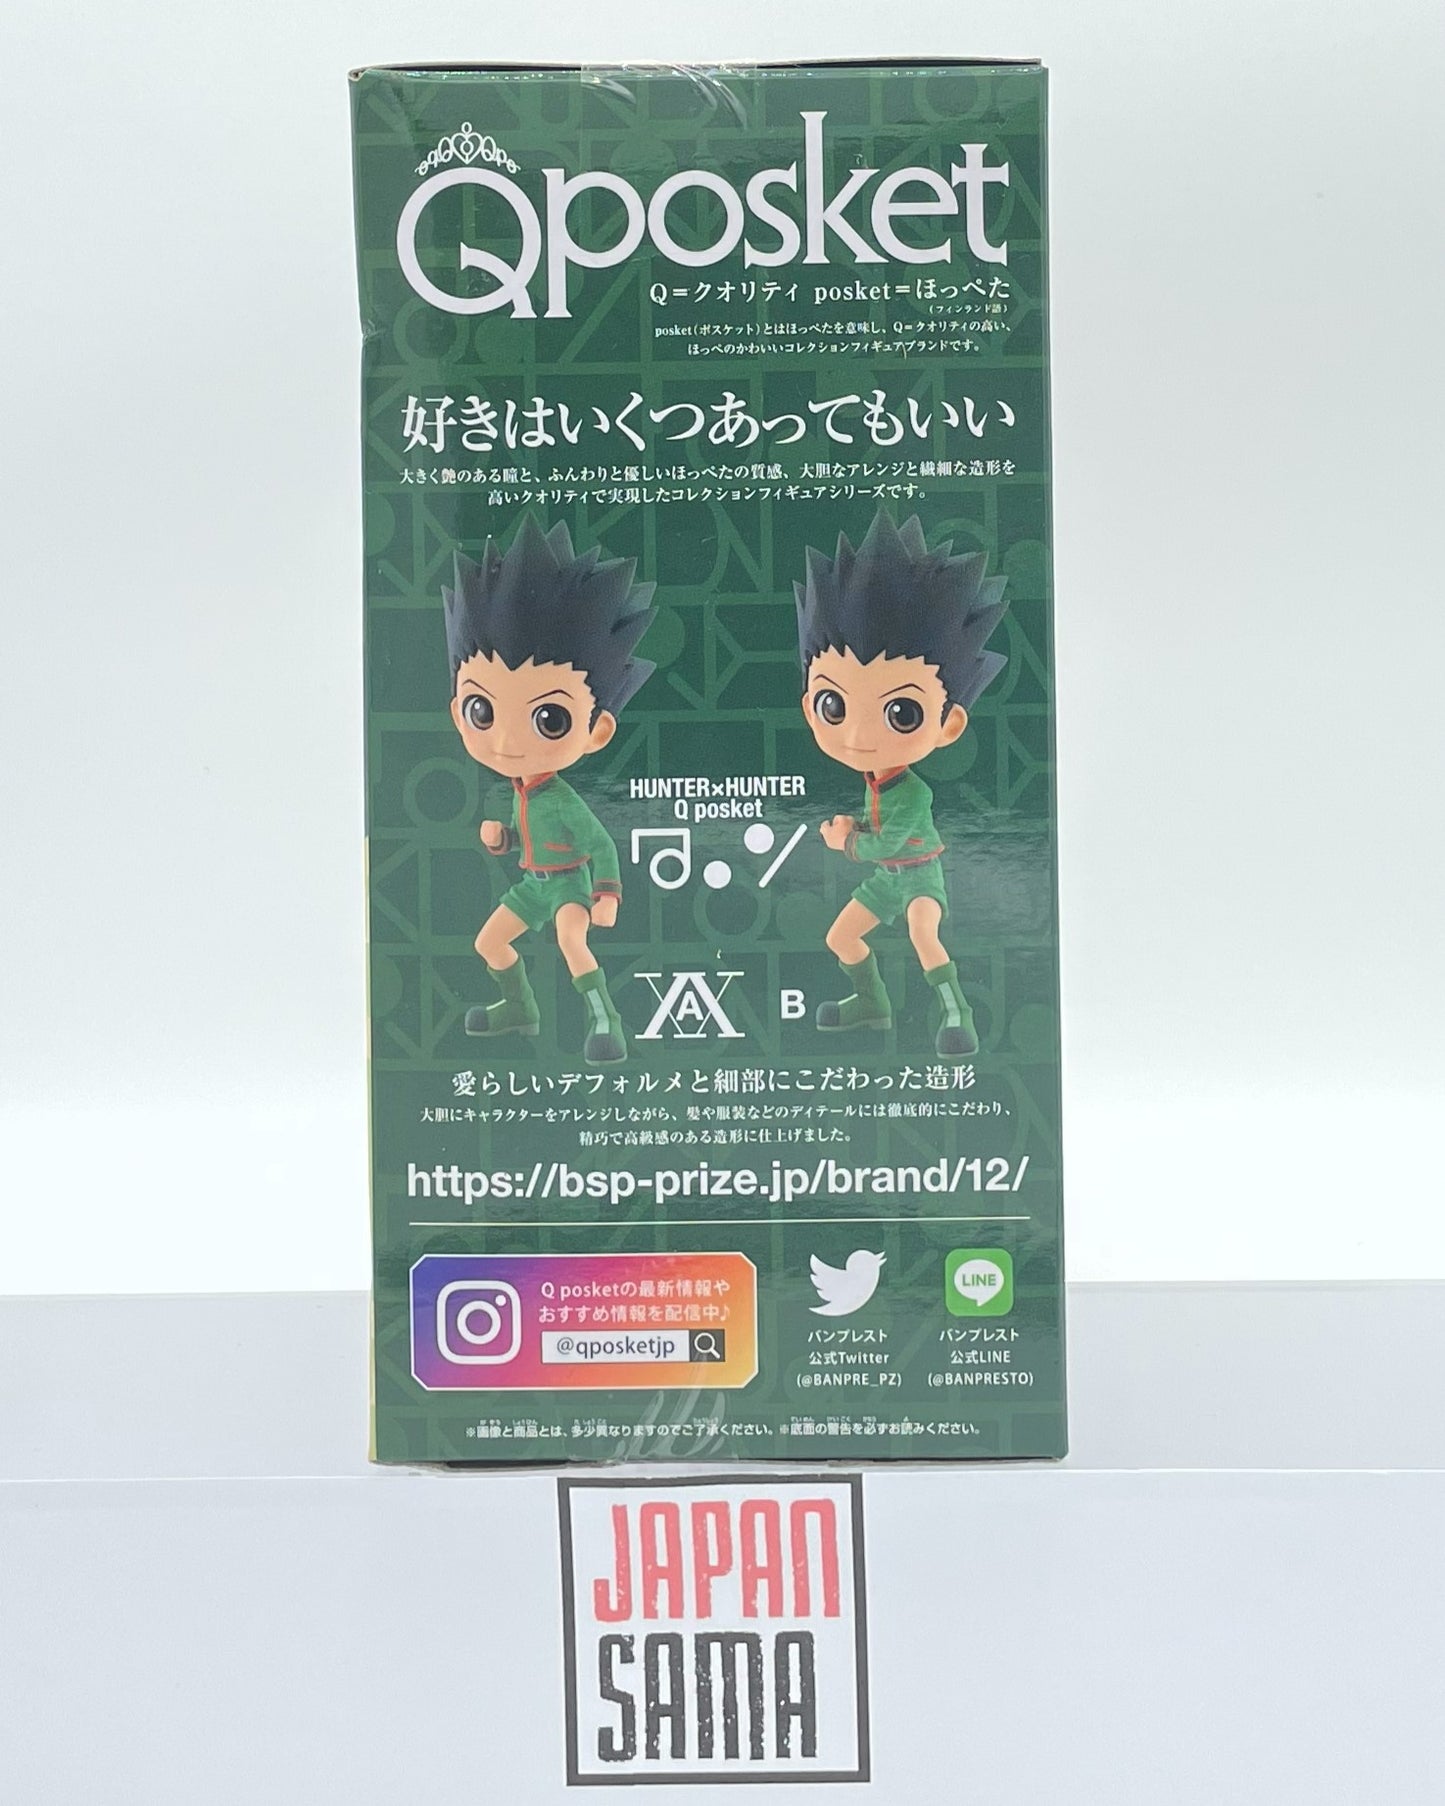 Qposket
Q=クオリティ posket=ほっぺた
(フィンランド語)
posket(ポスケット)とはほっぺたを意味し、Q=クオリティの高い、
ほっぺのかわいいコレクションフィギュアブランドです。
好きはいくつあってもいい
大きく艶のある瞳と、ふんわりと優しいほっぺたの質感、大胆なアレンジと繊細な造形を
高いクオリティで実現したコレクションフィギュアシリーズです。
HUNTER×HUNTER
Q posket
A B
愛らしいデフォルメと細部にこだわった造形
大胆にキャラクターをアレンジしながら、髪や服装などのディテールには徹底的にこだわり、
精巧で高級感のある造形に仕上げました。
https://bsp-prize.jp/brand/12/
Q posketの最新情報や
おすすめ情報を配信中♪
@qposketjp
バンプレスト
公式Twitter
(@BANPRE_PZ)
LINE
バンプレスト
公式LINE
(@BANPRESTO)
※画像と商品とは、多少異なりますのでご了承ください。※底面の警告を必ずお読みください。
JAPAN
SAMA